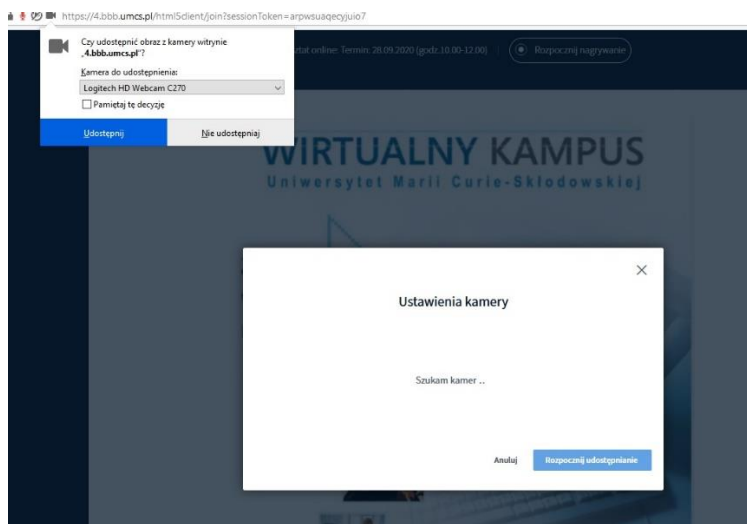 https://4.bbb.umcs.pl/html5client/join?sessionToken=arpwsuaqecyjuio7
Czy udostępnić obraz z kamery witrynie
„4.bbb.umcs.pl”?
Kamera do udostępnienia:
Logitech HD Webcam C270
Pamiętaj tę decyzję
Udostępnij
Nie udostępniaj
online: Termin: 28.09.2020 (godz.10.00-12.00)
Rozpocznij nagrywanie
WIRTUALNY KAMPUS
Uniwersytet Marii Curie-Skłodowskiej
Ustawienia kamery
Szukam kamer ..
Anuluj
Rozpocznij udostępnianie